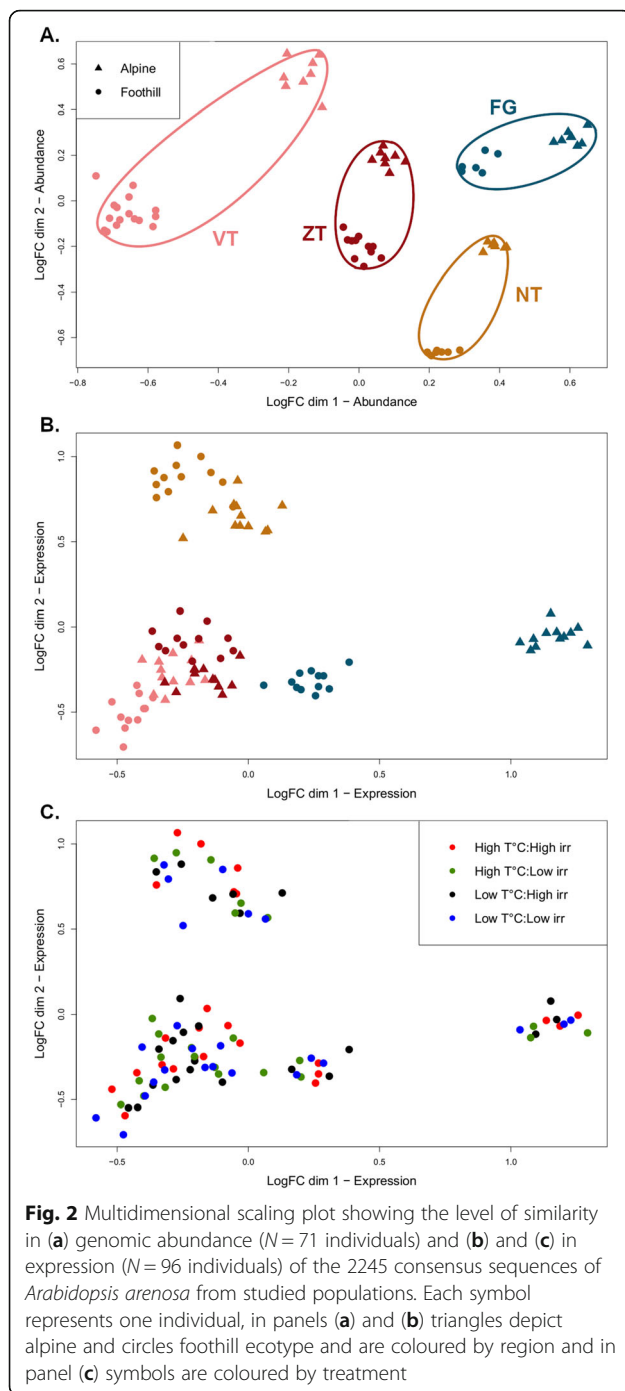 A.
Alpine
Foothill
VT
ZT
FG
NT
LogFC dim 2 − Abundance
0.6
0.4
0.2
0.0
−0.2
−0.4
−0.6
−0.8 −0.6 −0.4 −0.2 0.0 0.2 0.4 0.6
LogFC dim 1 − Abundance
B.
LogFC dim 2 − Expression
1.0
0.5
0.0
−0.5
−0.5 0.0 0.5 1.0
LogFC dim 1 − Expression
C.
High T°C:High irr
High T°C:Low irr
Low T°C:High irr
Low T°C:Low irr
LogFC dim 2 − Expression
1.0
0.5
0.0
−0.5
−0.5 0.0 0.5 1.0
LogFC dim 1 − Expression
Fig. 2 Multidimensional scaling plot showing the level of similarity
in (a) genomic abundance (N = 71 individuals) and (b) and (c) in
expression (N = 96 individuals) of the 2245 consensus sequences of
Arabidopsis arenosa from studied populations. Each symbol
represents one individual, in panels (a) and (b) triangles depict
alpine and circles foothill ecotype and are coloured by region and in
panel (c) symbols are coloured by treatment